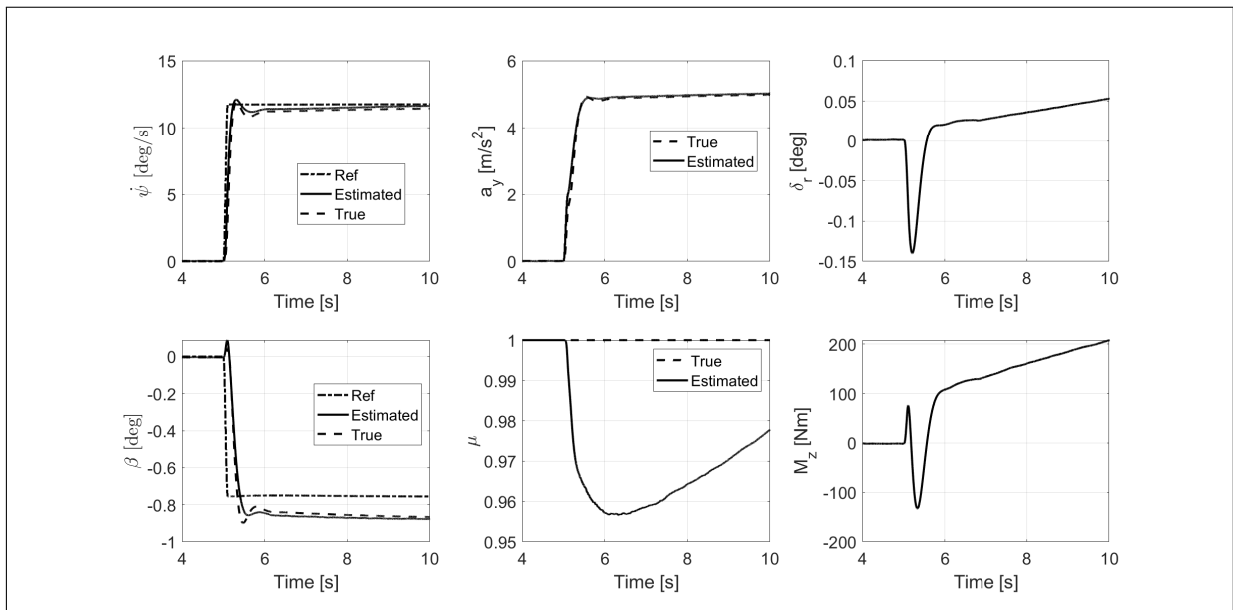 15
10
5
0
ψ̇ [deg/s]
Ref
Estimated
True
4 6 8 10
Time [s]
6
4
2
0
a_y [m/s²]
True
Estimated
4 6 8 10
Time [s]
0.1
0.05
0
-0.05
-0.1
-0.15
δ_r [deg]
4 6 8 10
Time [s]
0
-0.2
-0.4
-0.6
-0.8
-1
β [deg]
Ref
Estimated
True
4 6 8 10
Time [s]
1
0.99
0.98
0.97
0.96
0.95
μ
True
Estimated
4 6 8 10
Time [s]
200
100
0
-100
-200
M_z [Nm]
4 6 8 10
Time [s]